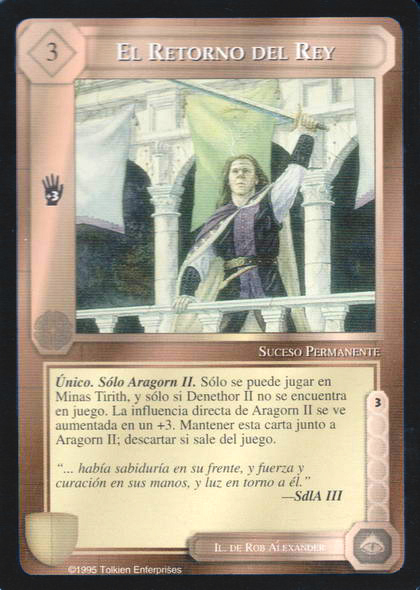 3
EL RETORNO DEL REY
+3
SUCESO PERMANENTE
Único. Sólo Aragorn II. Sólo se puede jugar en
Minas Tirith, y sólo si Denethor II no se encuentra
en juego. La influencia directa de Aragorn II se ve
aumentada en un +3. Mantener esta carta junto a
Aragorn II; descartar si sale del juego.
3
“... había sabiduría en su frente, y fuerza y
curación en sus manos, y luz en torno a él.”
—SdlA III
IL. DE ROB ALEXANDER
©1995 Tolkien Enterprises